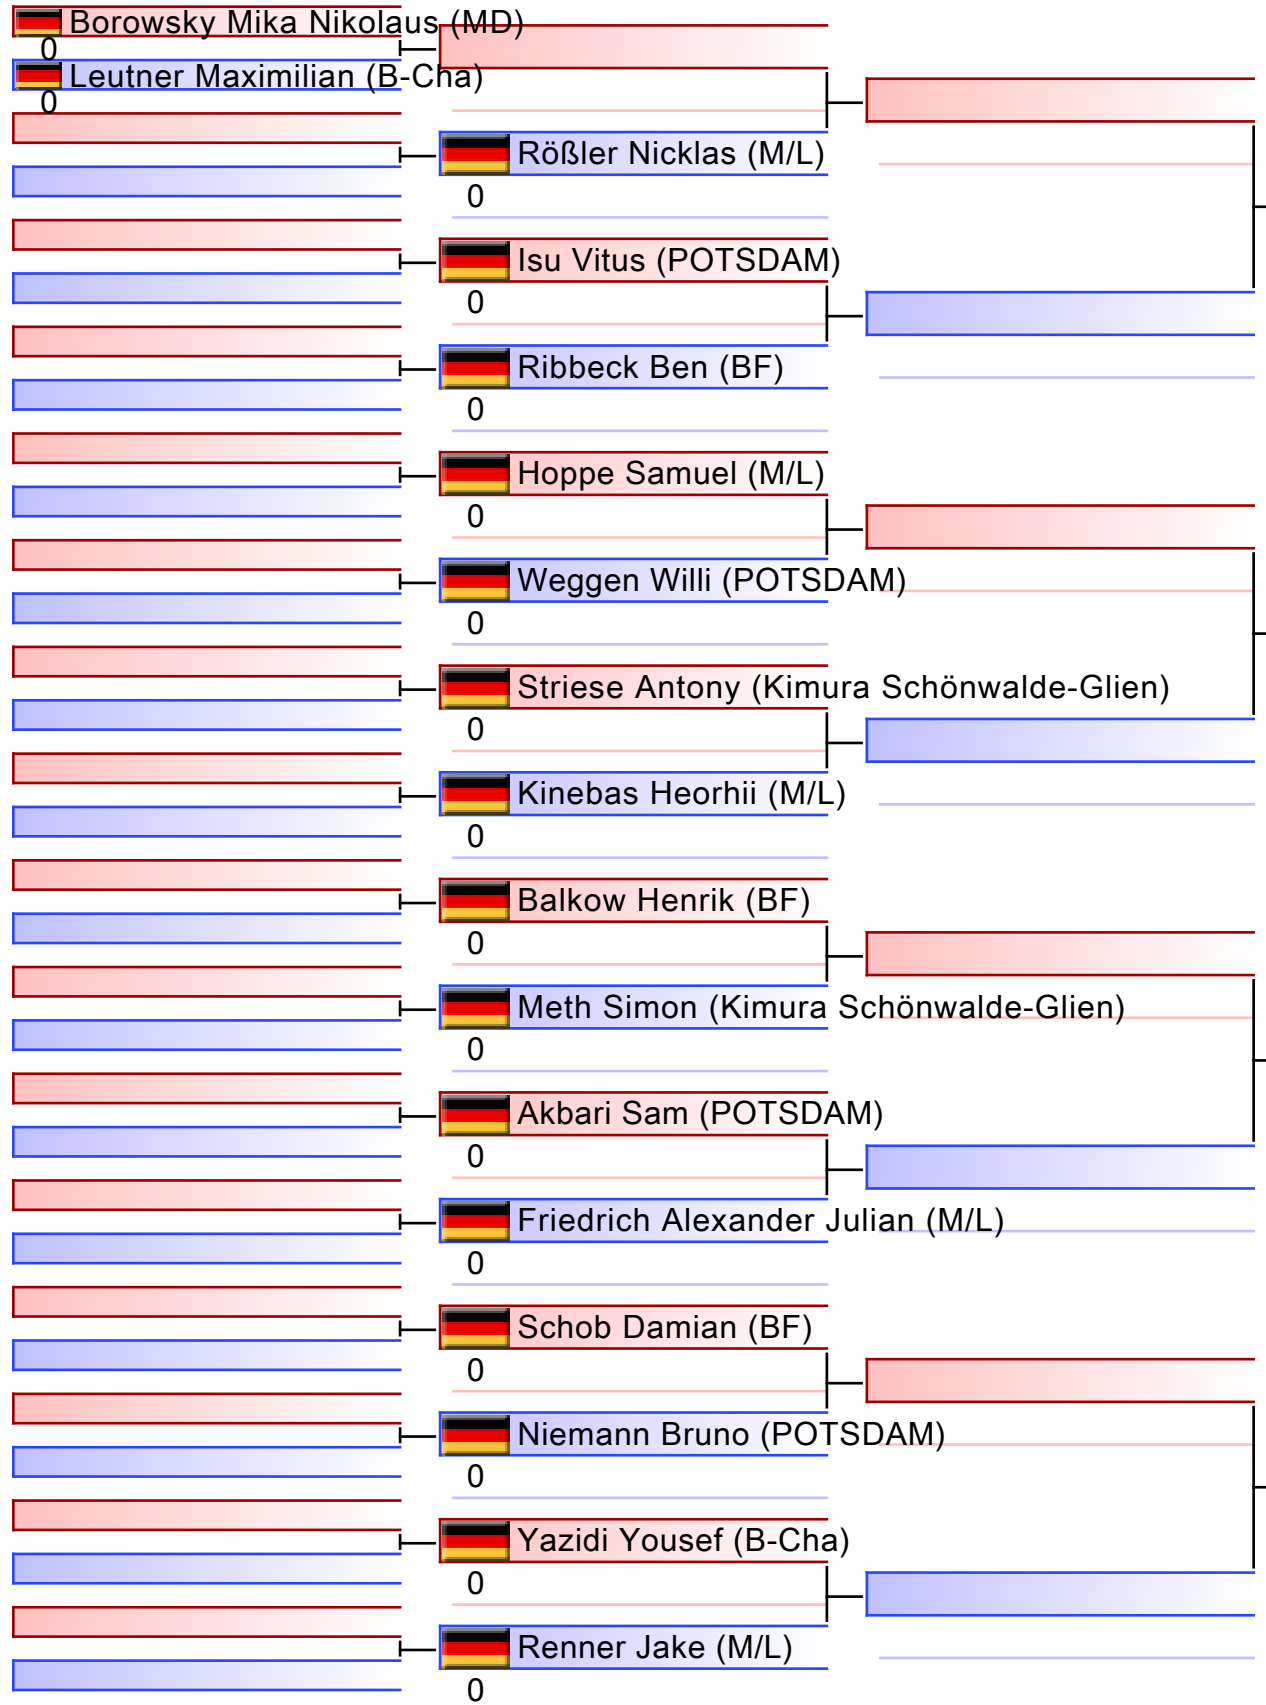 Borowsky Mika Nikolaus (MD)
0
Leutner Maximilian (B-Cha)
0
Rößler Nicklas (M/L)
0
Isu Vitus (POTSDAM)
0
Ribbeck Ben (BF)
0
Hoppe Samuel (M/L)
0
Weggen Willi (POTSDAM)
0
Striese Antony (Kimura Schönwalde-Glien)
0
Kinebas Heorhii (M/L)
0
Balkow Henrik (BF)
0
Meth Simon (Kimura Schönwalde-Glien)
0
Akbari Sam (POTSDAM)
0
Friedrich Alexander Julian (M/L)
0
Schob Damian (BF)
0
Niemann Bruno (POTSDAM)
0
Yazidi Yousef (B-Cha)
0
Renner Jake (M/L)
0